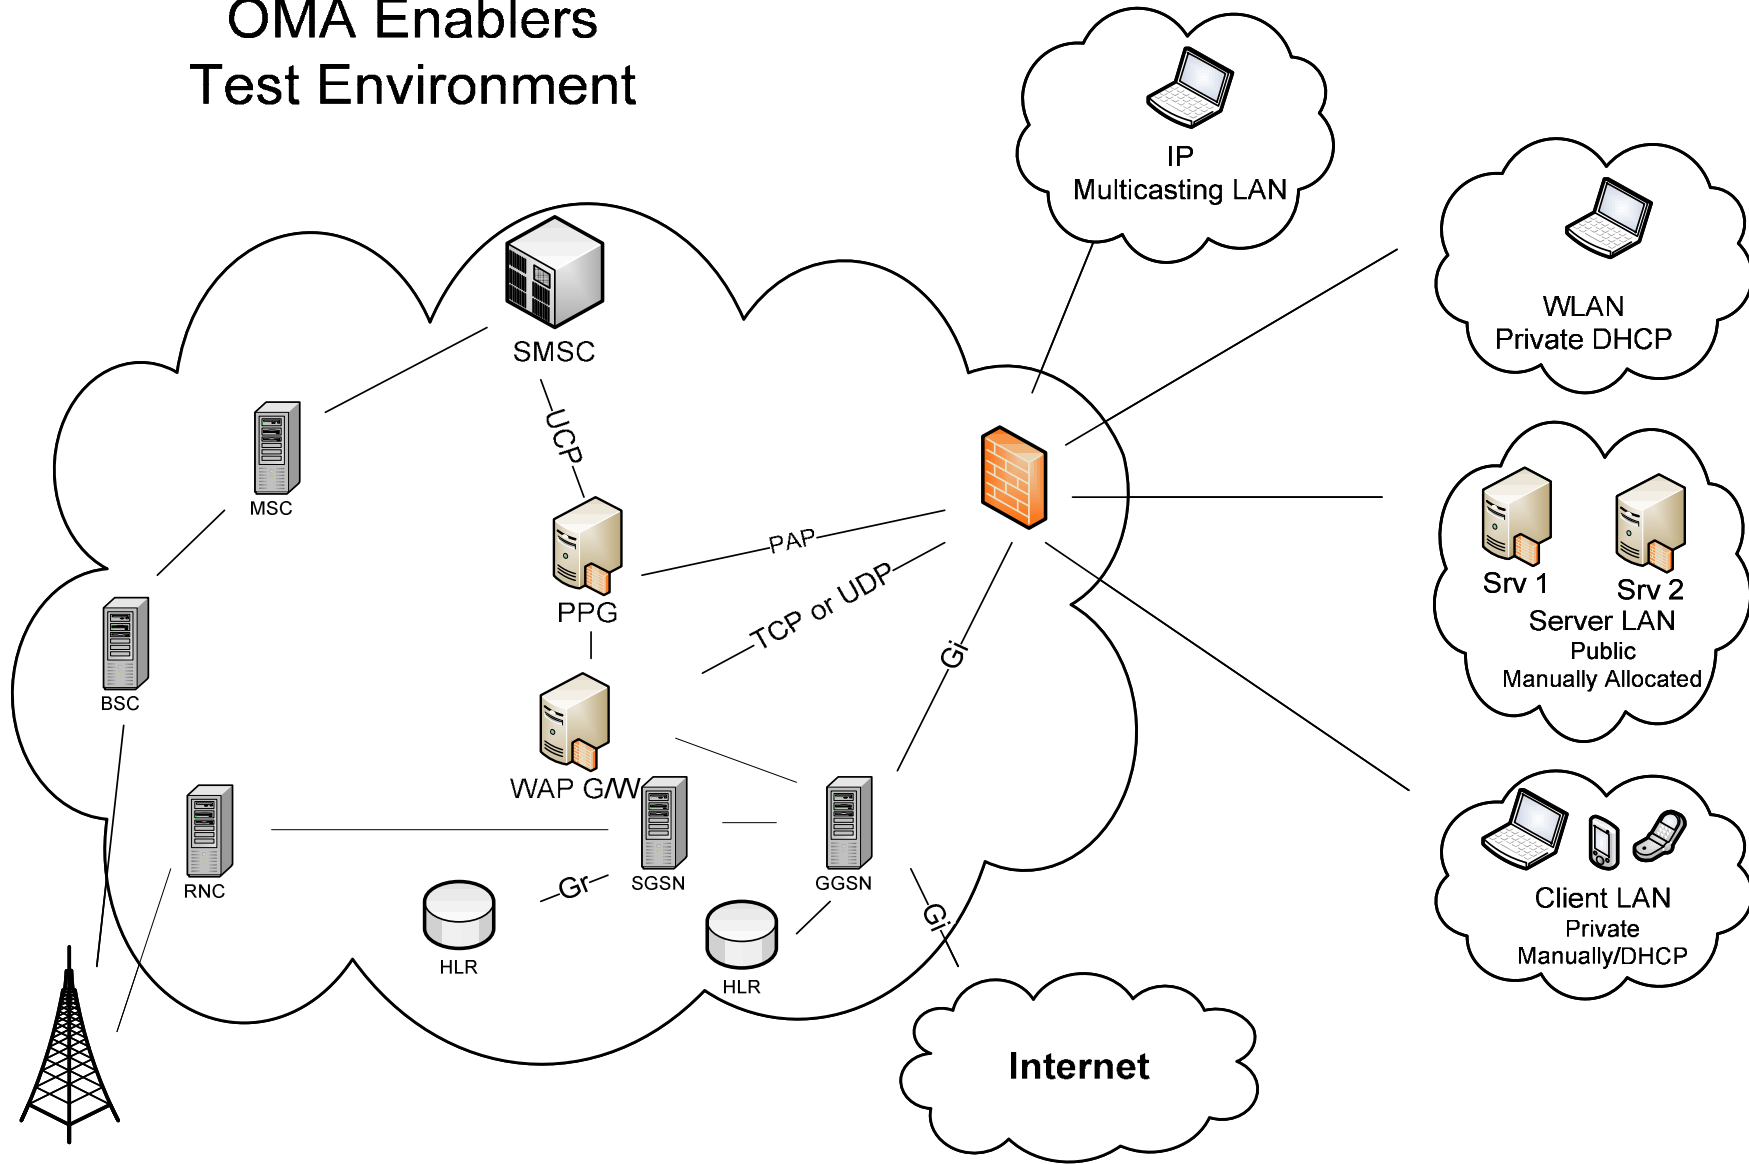 OMA Enablers
Test Environment
IP
Multicasting LAN
WLAN
Private DHCP
SMSC
UCP
MSC
PAP
PPG
TCP or UDP
Gi
Srv 1
Srv 2
Server LAN
Public
Manually Allocated
BSC
WAP G/W
RNC
SGSN
GGSN
Gr
HLR
HLR
Gi
Client LAN
Private
Manually/DHCP
Internet